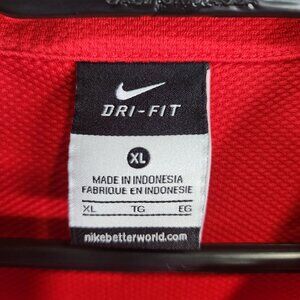 DRI-FIT
XL
MADE IN INDONESIA
FABRIQUE EN INDONESIE
XL TG EG
nikebetterworld.com